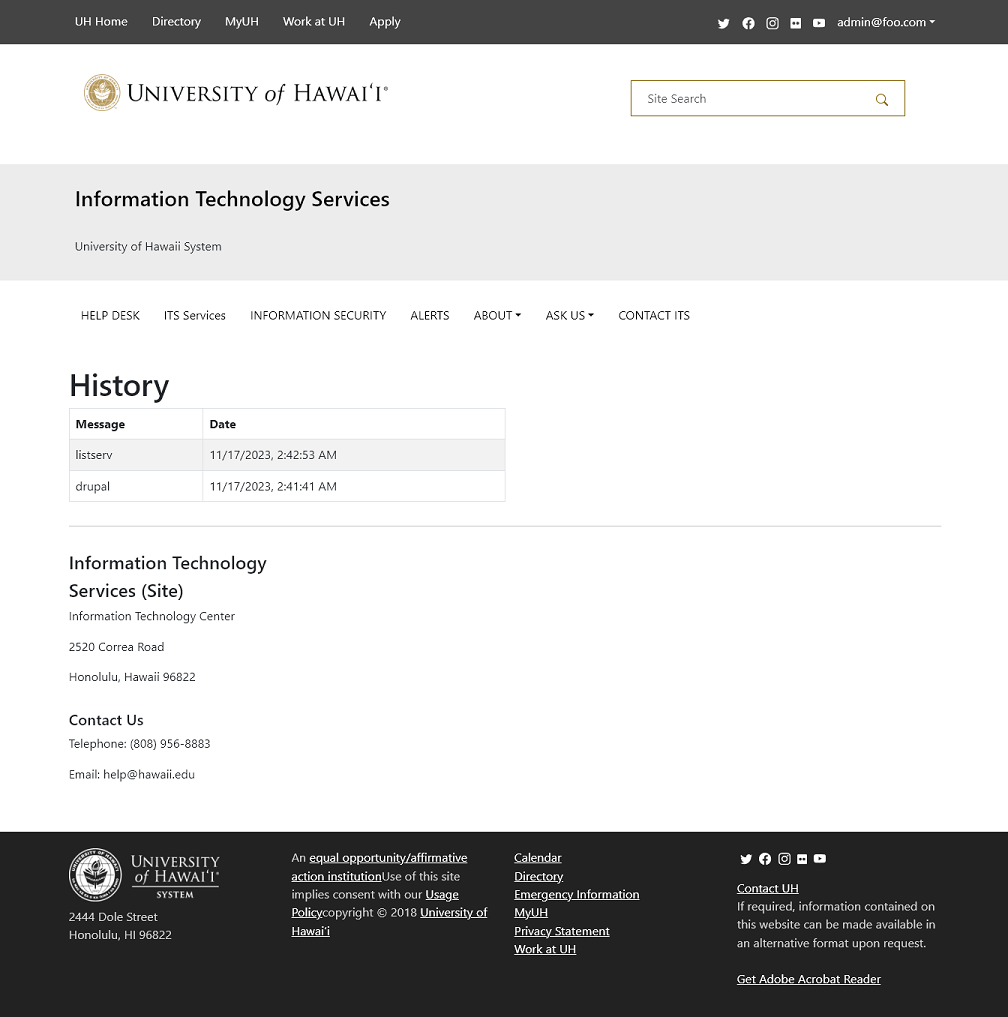 UH Home Directory MyUH Work at UH Apply admin@foo.com
UNIVERSITY of HAWAIʻI®
Site Search
Information Technology Services
University of Hawaii System
HELP DESK ITS Services INFORMATION SECURITY ALERTS ABOUT ASK US CONTACT ITS
History
Message Date
listserv 11/17/2023, 2:42:53 AM
drupal 11/17/2023, 2:41:41 AM
Information Technology
Services (Site)
Information Technology Center
2520 Correa Road
Honolulu, Hawaii 96822
Contact Us
Telephone: (808) 956-8883
Email: help@hawaii.edu
UNIVERSITY
of HAWAIʻI®
SYSTEM
2444 Dole Street
Honolulu, HI 96822
An equal opportunity/affirmative
action institutionUse of this site
implies consent with our Usage
Policycopyright © 2018 University of
Hawaiʻi
Calendar
Directory
Emergency Information
MyUH
Privacy Statement
Work at UH
Contact UH
If required, information contained on
this website can be made available in
an alternative format upon request.
Get Adobe Acrobat Reader